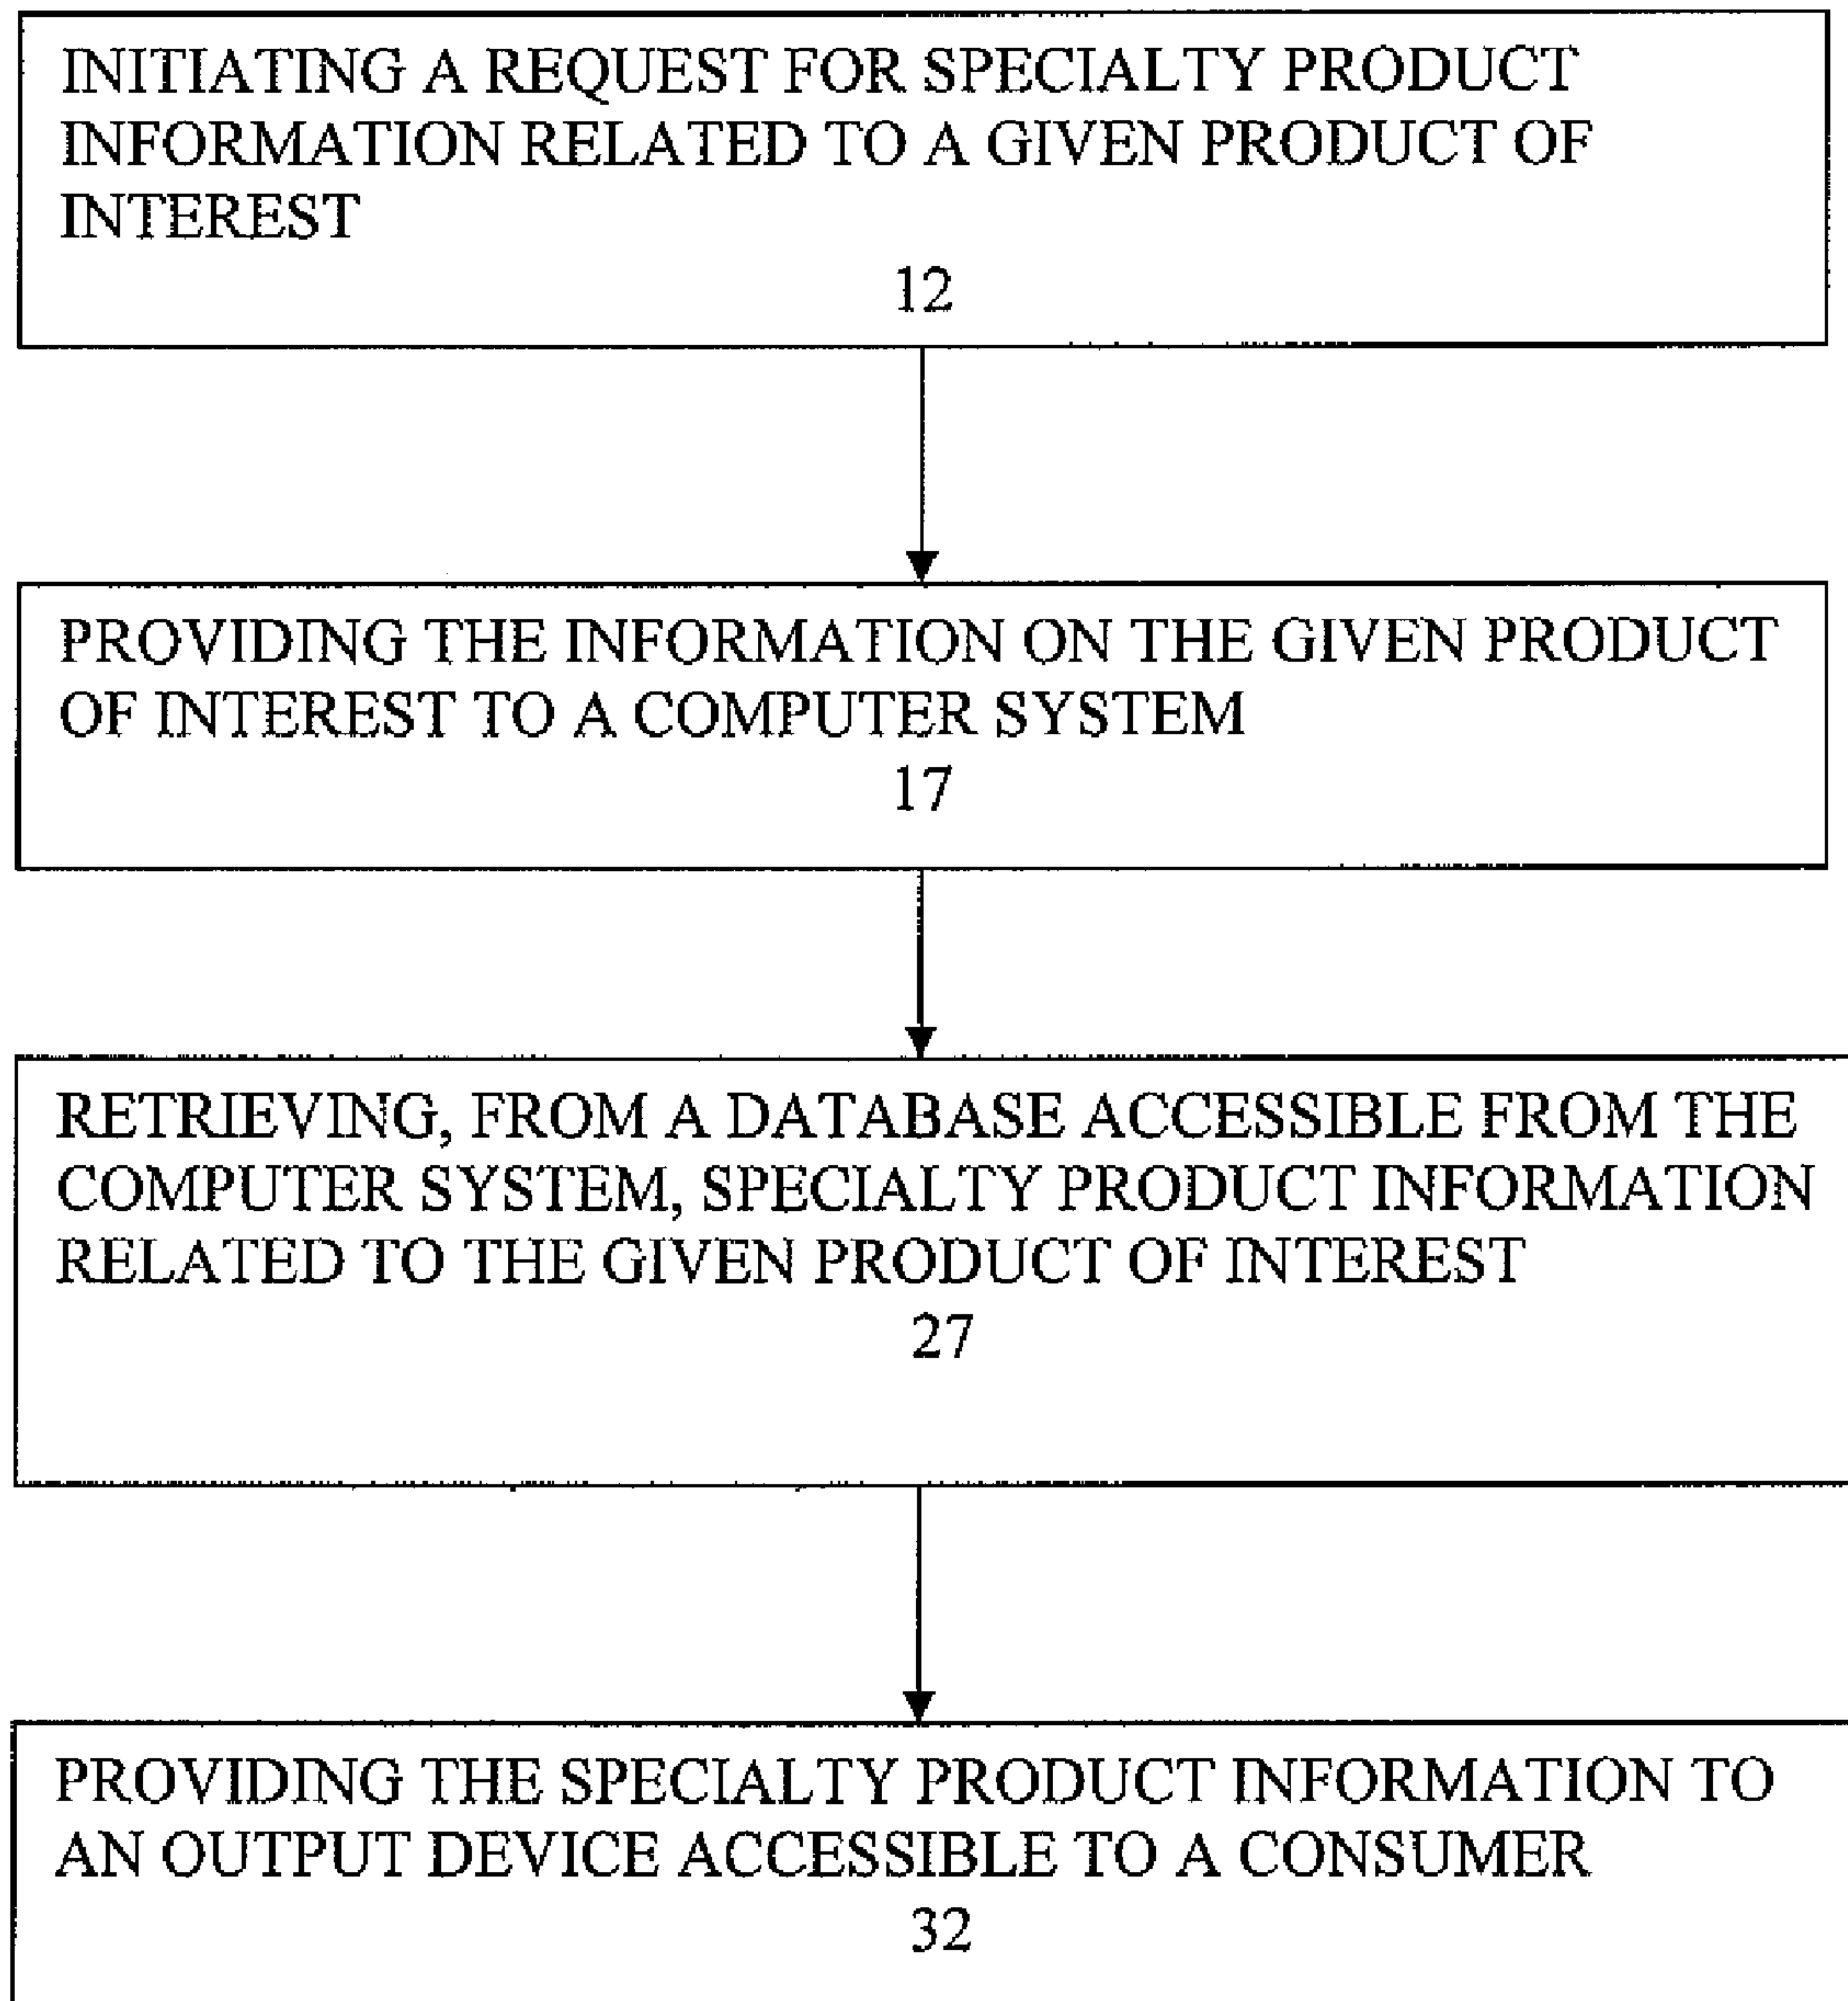 INITIATING A REQUEST FOR SPECIALTY PRODUCT
INFORMATION RELATED TO A GIVEN PRODUCT OF
INTEREST
12
PROVIDING THE INFORMATION ON THE GIVEN PRODUCT
OF INTEREST TO A COMPUTER SYSTEM
17
RETRIEVING, FROM A DATABASE ACCESSIBLE FROM THE
COMPUTER SYSTEM, SPECIALTY PRODUCT INFORMATION
RELATED TO THE GIVEN PRODUCT OF INTEREST
27
PROVIDING THE SPECIALTY PRODUCT INFORMATION TO
AN OUTPUT DEVICE ACCESSIBLE TO A CONSUMER
32